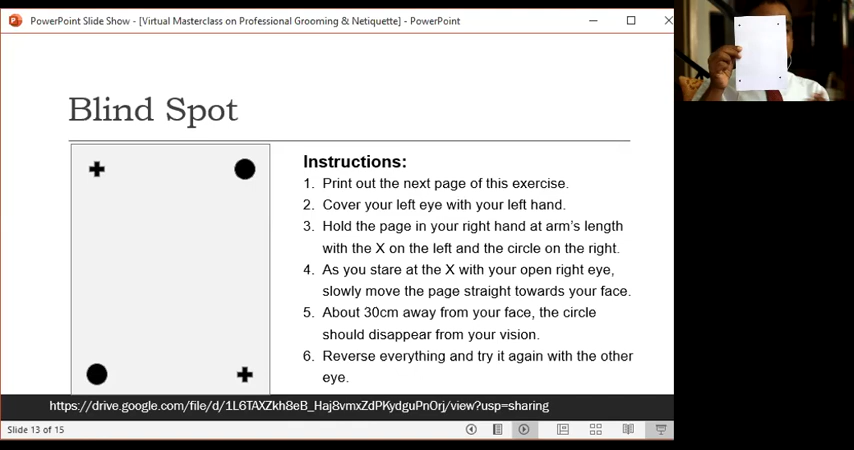 PowerPoint Slide Show - [Virtual Masterclass on Professional Grooming & Netiquette] - PowerPoint
Blind Spot
Instructions:
1. Print out the next page of this exercise.
2. Cover your left eye with your left hand.
3. Hold the page in your right hand at arm's length
with the X on the left and the circle on the right.
4. As you stare at the X with your open right eye,
slowly move the page straight towards your face.
5. About 30cm away from your face, the circle
should disappear from your vision.
6. Reverse everything and try it again with the other
eye.
https://drive.google.com/file/d/1L6TAXZkh8eB_Haj8vmxZdPKydguPnOrj/view?usp=sharing
Slide 13 of 15